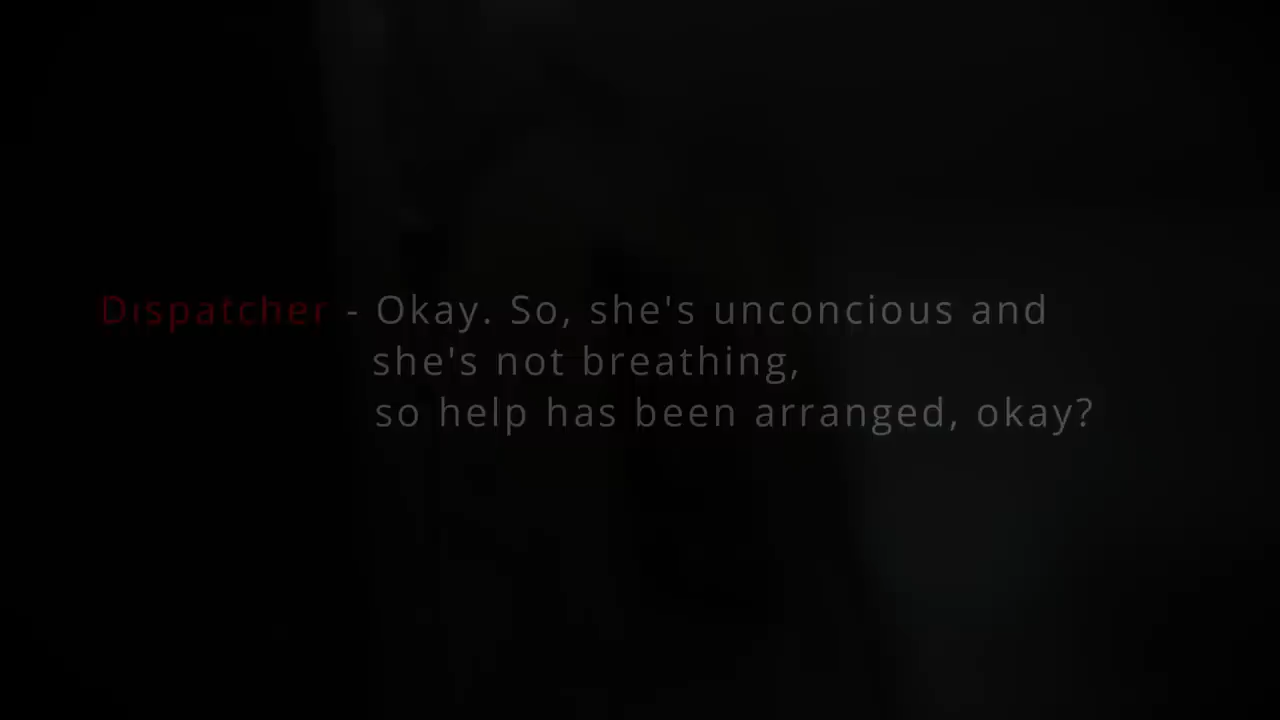 Dispatcher - Okay. So, she's unconcious and
she's not breathing,
so help has been arranged, okay?